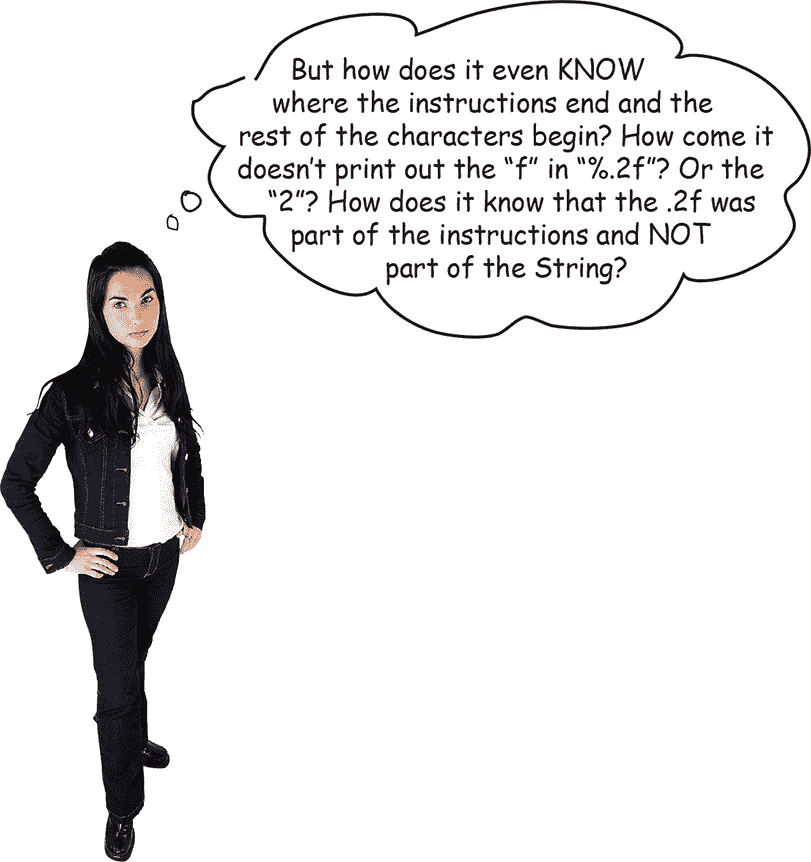 But how does it even KNOW
where the instructions end and the
rest of the characters begin? How come it
doesn’t print out the “f” in “%.2f”? Or the
“2”? How does it know that the .2f was
part of the instructions and NOT
part of the String?